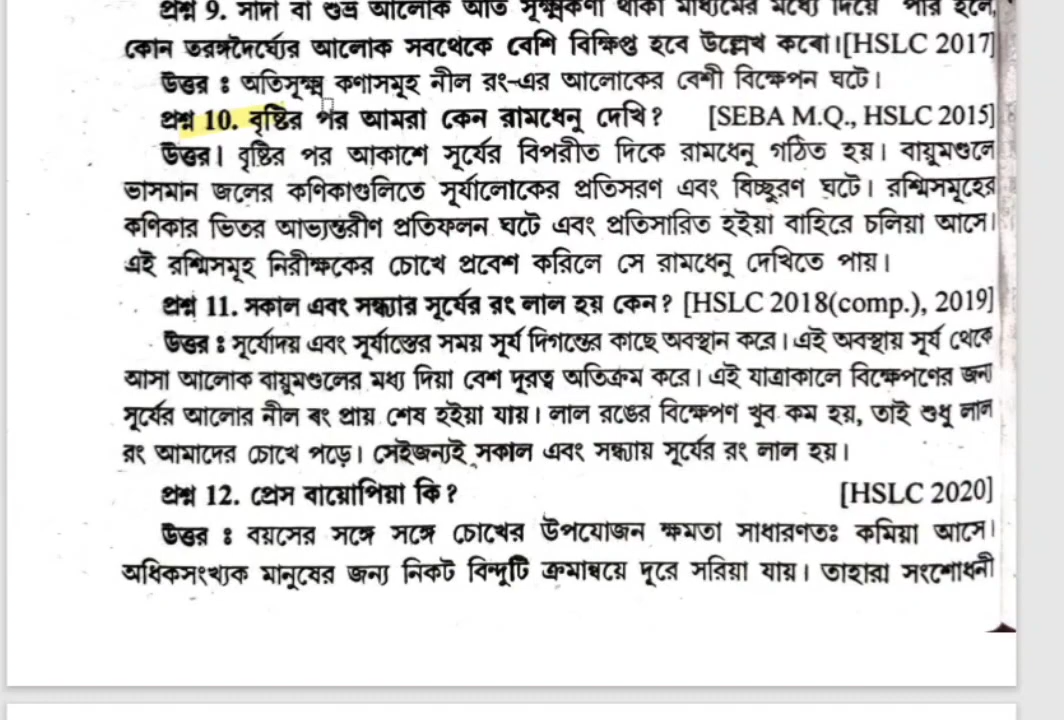 প্রশ্ন 9. সাদা বা শুভ্র আলোক অতি সূক্ষ্মকণা থাকা মাধ্যমের মধ্যে দিয়ে পার হলে,
কোন তরঙ্গদৈর্ঘ্যের আলোক সবথেকে বেশি বিক্ষিপ্ত হবে উল্লেখ করো।[HSLC 2017]
উত্তর : অতিসূক্ষ্ম কণাসমূহ নীল রং-এর আলোকের বেশী বিক্ষেপন ঘটে।
প্রশ্ন 10. বৃষ্টির পর আমরা কেন রামধেনু দেখি? [SEBA M.Q., HSLC 2015]
উত্তর। বৃষ্টির পর আকাশে সূর্যের বিপরীত দিকে রামধেনু গঠিত হয়। বায়ুমণ্ডলে
ভাসমান জলের কণিকাগুলিতে সূর্যালোকের প্রতিসরণ এবং বিচ্ছুরণ ঘটে। রশ্মিসমূহের
কণিকার ভিতর আভ্যন্তরীণ প্রতিফলন ঘটে এবং প্রতিসারিত হইয়া বাহিরে চলিয়া আসে।
এই রশ্মিসমূহ নিরীক্ষকের চোখে প্রবেশ করিলে সে রামধেনু দেখিতে পায়।
প্রশ্ন 11. সকাল এবং সন্ধ্যার সূর্যের রং লাল হয় কেন? [HSLC 2018(comp.), 2019]
উত্তর : সূর্যোদয় এবং সূর্যাস্তের সময় সূর্য দিগন্তের কাছে অবস্থান করে। এই অবস্থায় সূর্য থেকে
আসা আলোক বায়ুমণ্ডলের মধ্য দিয়া বেশ দূরত্ব অতিক্রম করে। এই যাত্রাকালে বিক্ষেপণের জন্য
সূর্যের আলোর নীল রং প্রায় শেষ হইয়া যায়। লাল রঙের বিক্ষেপণ খুব কম হয়, তাই শুধু লাল
রং আমাদের চোখে পড়ে। সেইজন্যই সকাল এবং সন্ধ্যায় সূর্যের রং লাল হয়।
প্রশ্ন 12. প্রেস বায়োপিয়া কি? [HSLC 2020]
উত্তর : বয়সের সঙ্গে সঙ্গে চোখের উপযোজন ক্ষমতা সাধারণতঃ কমিয়া আসে।
অধিকসংখ্যক মানুষের জন্য নিকট বিন্দুটি ক্রমান্বয়ে দূরে সরিয়া যায়। তাহারা সংশোধনী